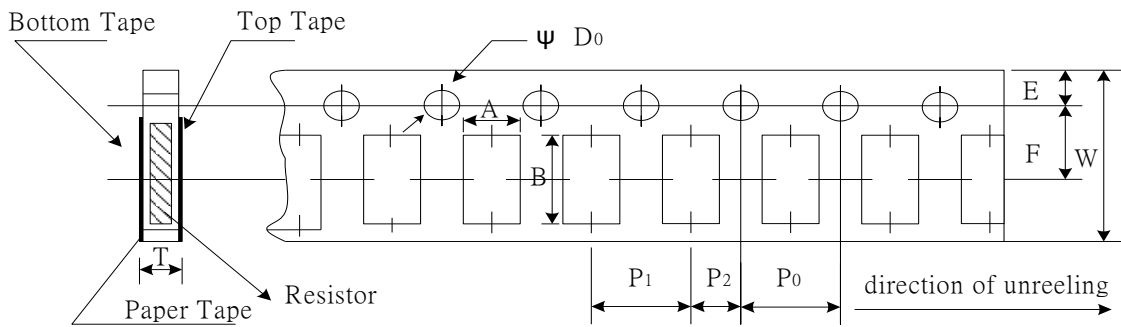 Bottom Tape
Top Tape
Ψ D0
E
A
F
W
B
T
P1
P2
P0
direction of unreeling
Resistor
Paper Tape